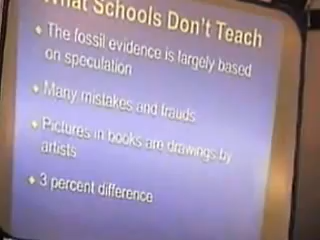 What Schools Don't Teach
• The fossil evidence is largely based
on speculation
• Many mistakes and frauds
• Pictures in books are drawings by
artists
• 3 percent difference